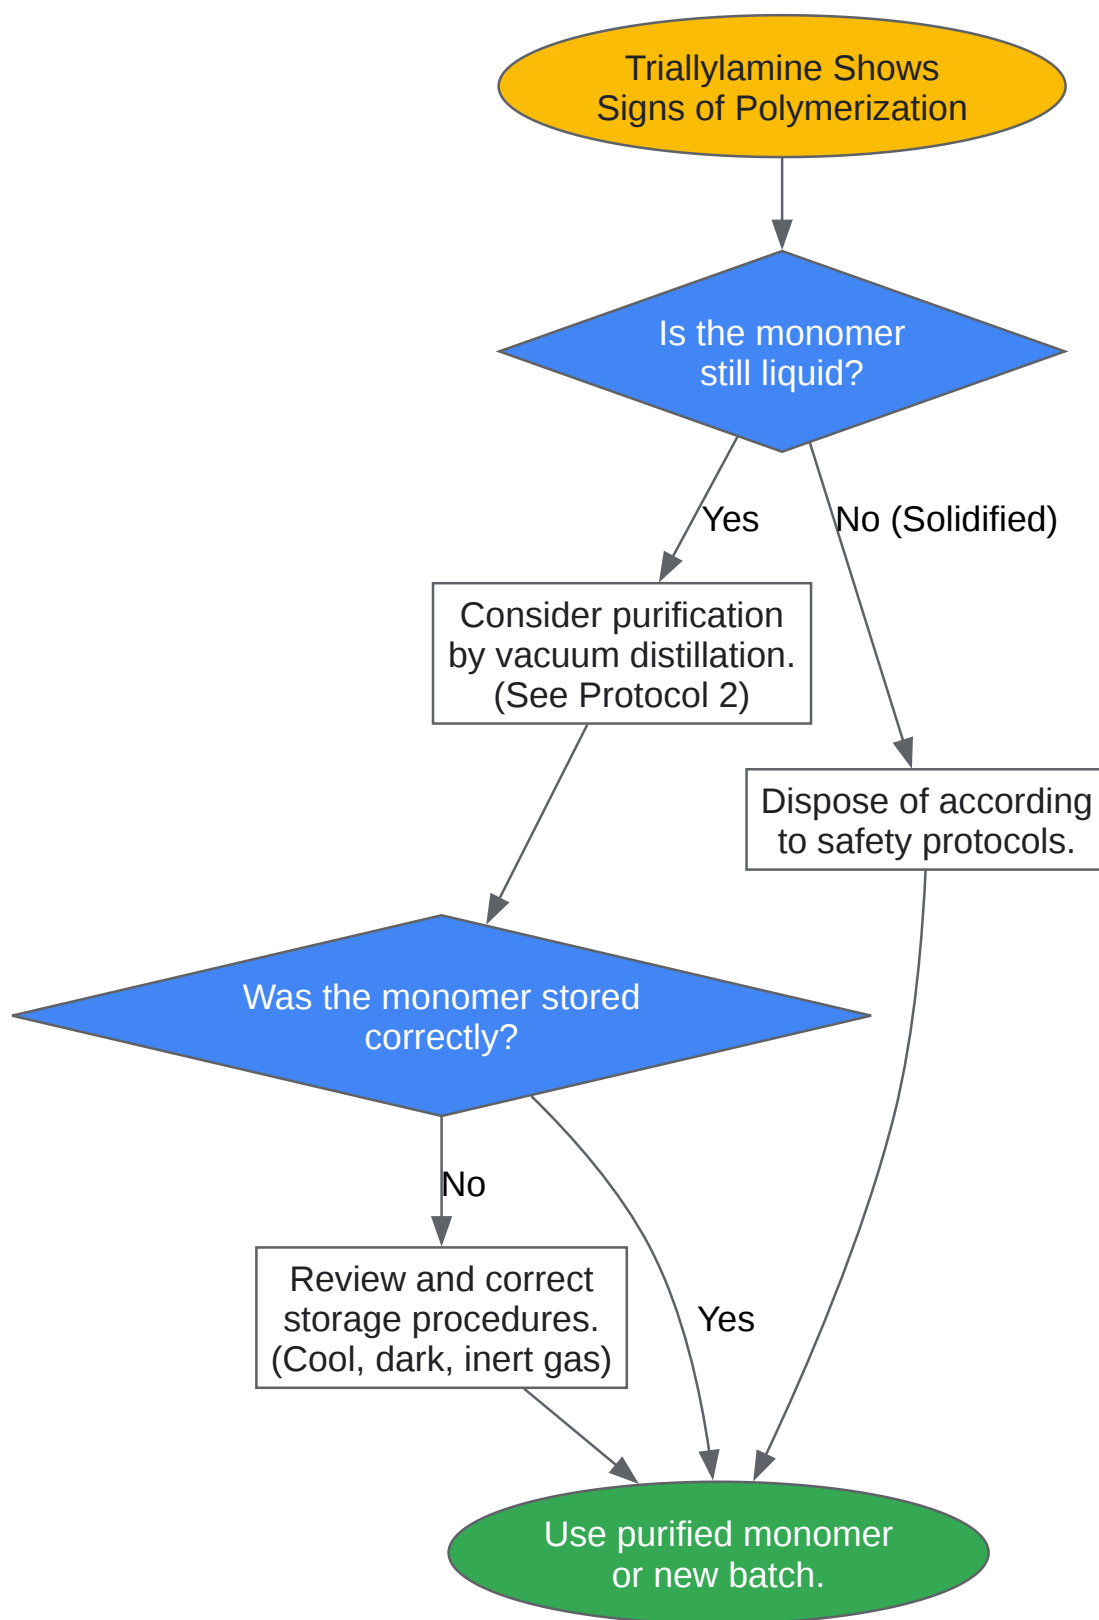 Triallylamine Shows
Signs of Polymerization
Is the monomer
still liquid?
Yes
No (Solidified)
Consider purification
by vacuum distillation.
(See Protocol 2)
Dispose of according
to safety protocols.
Was the monomer stored
correctly?
No
Review and correct
storage procedures.
(Cool, dark, inert gas)
Yes
Use purified monomer
or new batch.